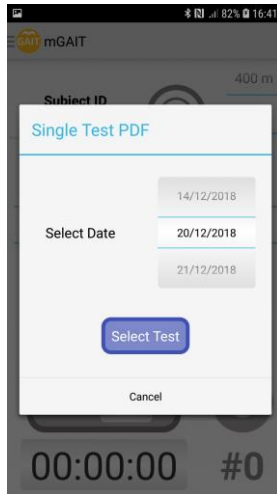 82% 16:41
GAIT mGAIT
400 m
Subject ID
Single Test PDF
14/12/2018
Select Date 20/12/2018
21/12/2018
Select Test
Cancel
00:00:00 #0